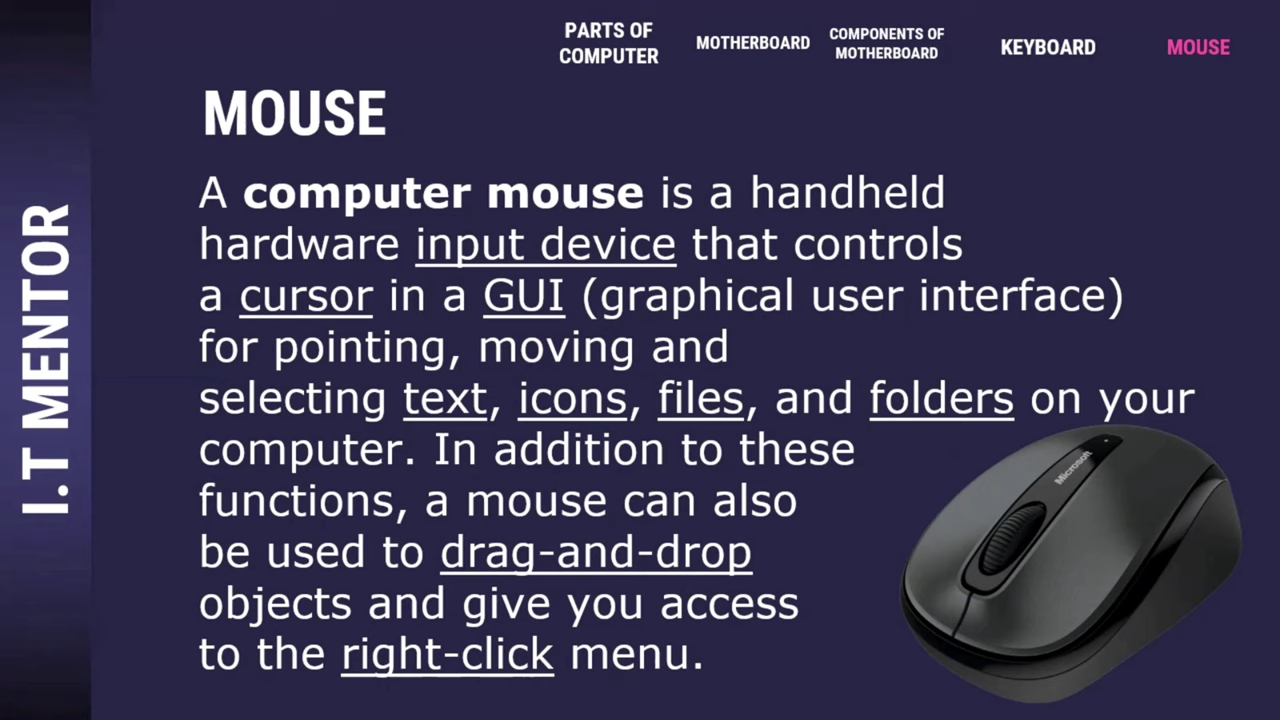 PARTS OF
COMPUTER
MOTHERBOARD
COMPONENTS OF
MOTHERBOARD
KEYBOARD
MOUSE
MOUSE
A computer mouse is a handheld
hardware input device that controls
a cursor in a GUI (graphical user interface)
for pointing, moving and
selecting text, icons, files, and folders on your
computer. In addition to these
functions, a mouse can also
be used to drag-and-drop
objects and give you access
to the right-click menu.
I.T MENTOR
Microsoft